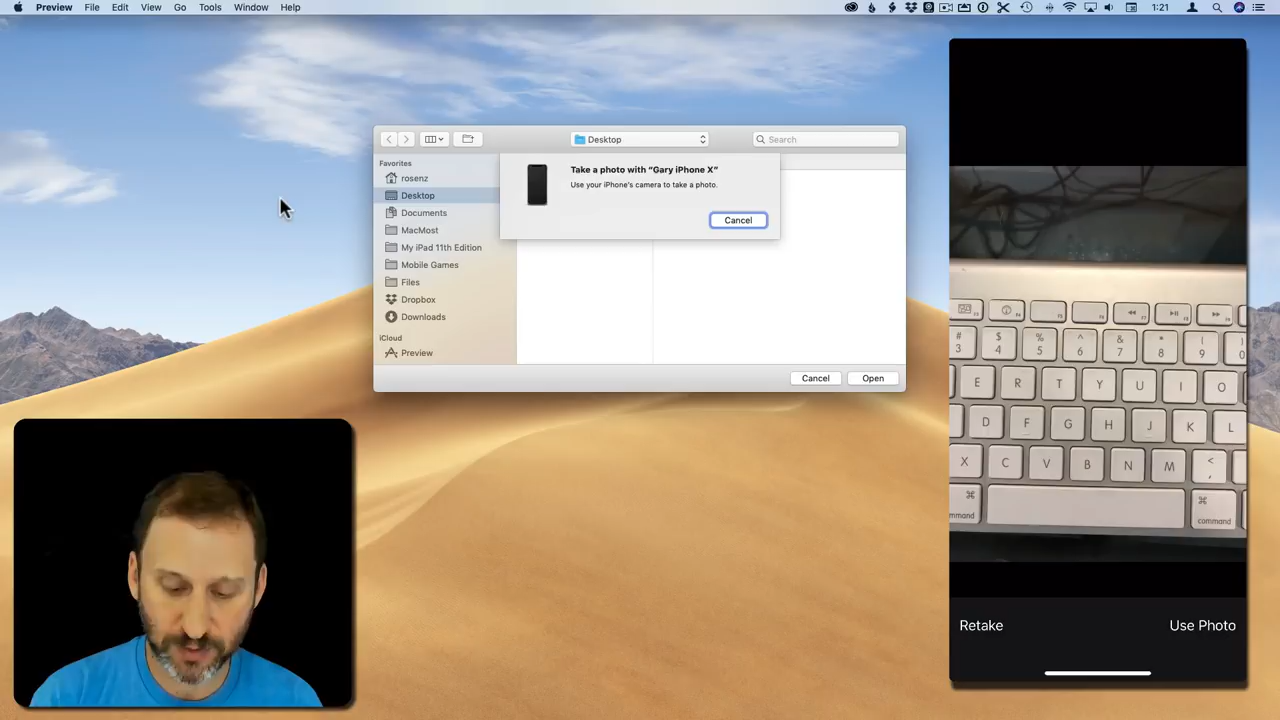 Preview File Edit View Go Tools Window Help 1:21
Desktop
Search
Favorites
rosenz
Desktop
Documents
MacMost
My iPad 11th Edition
Mobile Games
Files
Dropbox
Downloads
iCloud
Preview
Take a photo with “Gary iPhone X”
Use your iPhone's camera to take a photo.
Cancel
Cancel Open
# $ % ^ & * (
3 4 5 6 7 8 9 0
E R T Y U I O
D F G H J K L
X C V B N M <
,
⌘ ⌘
mmand command
Retake Use Photo